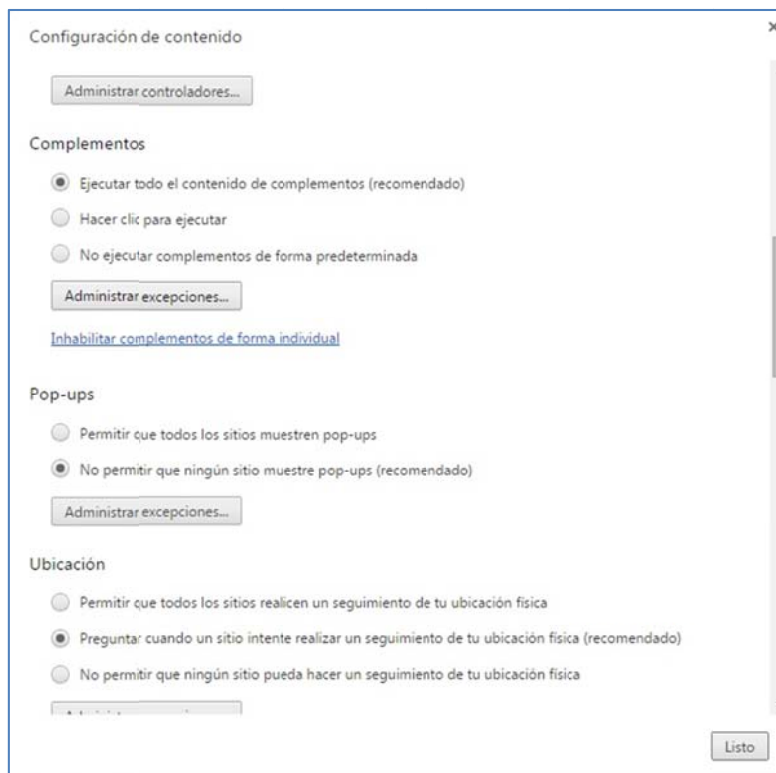 Configuración de contenido
Administrar controladores...
Complementos
Ejecutar todo el contenido de complementos (recomendado)
Hacer clic para ejecutar
No ejecutar complementos de forma predeterminada
Administrar excepciones...
Inhabilitar complementos de forma individual
Pop-ups
Permitir que todos los sitios muestren pop-ups
No permitir que ningún sitio muestre pop-ups (recomendado)
Administrar excepciones...
Ubicación
Permitir que todos los sitios realicen un seguimiento de tu ubicación física
Preguntar cuando un sitio intente realizar un seguimiento de tu ubicación física (recomendado)
No permitir que ningún sitio pueda hacer un seguimiento de tu ubicación física
Listo